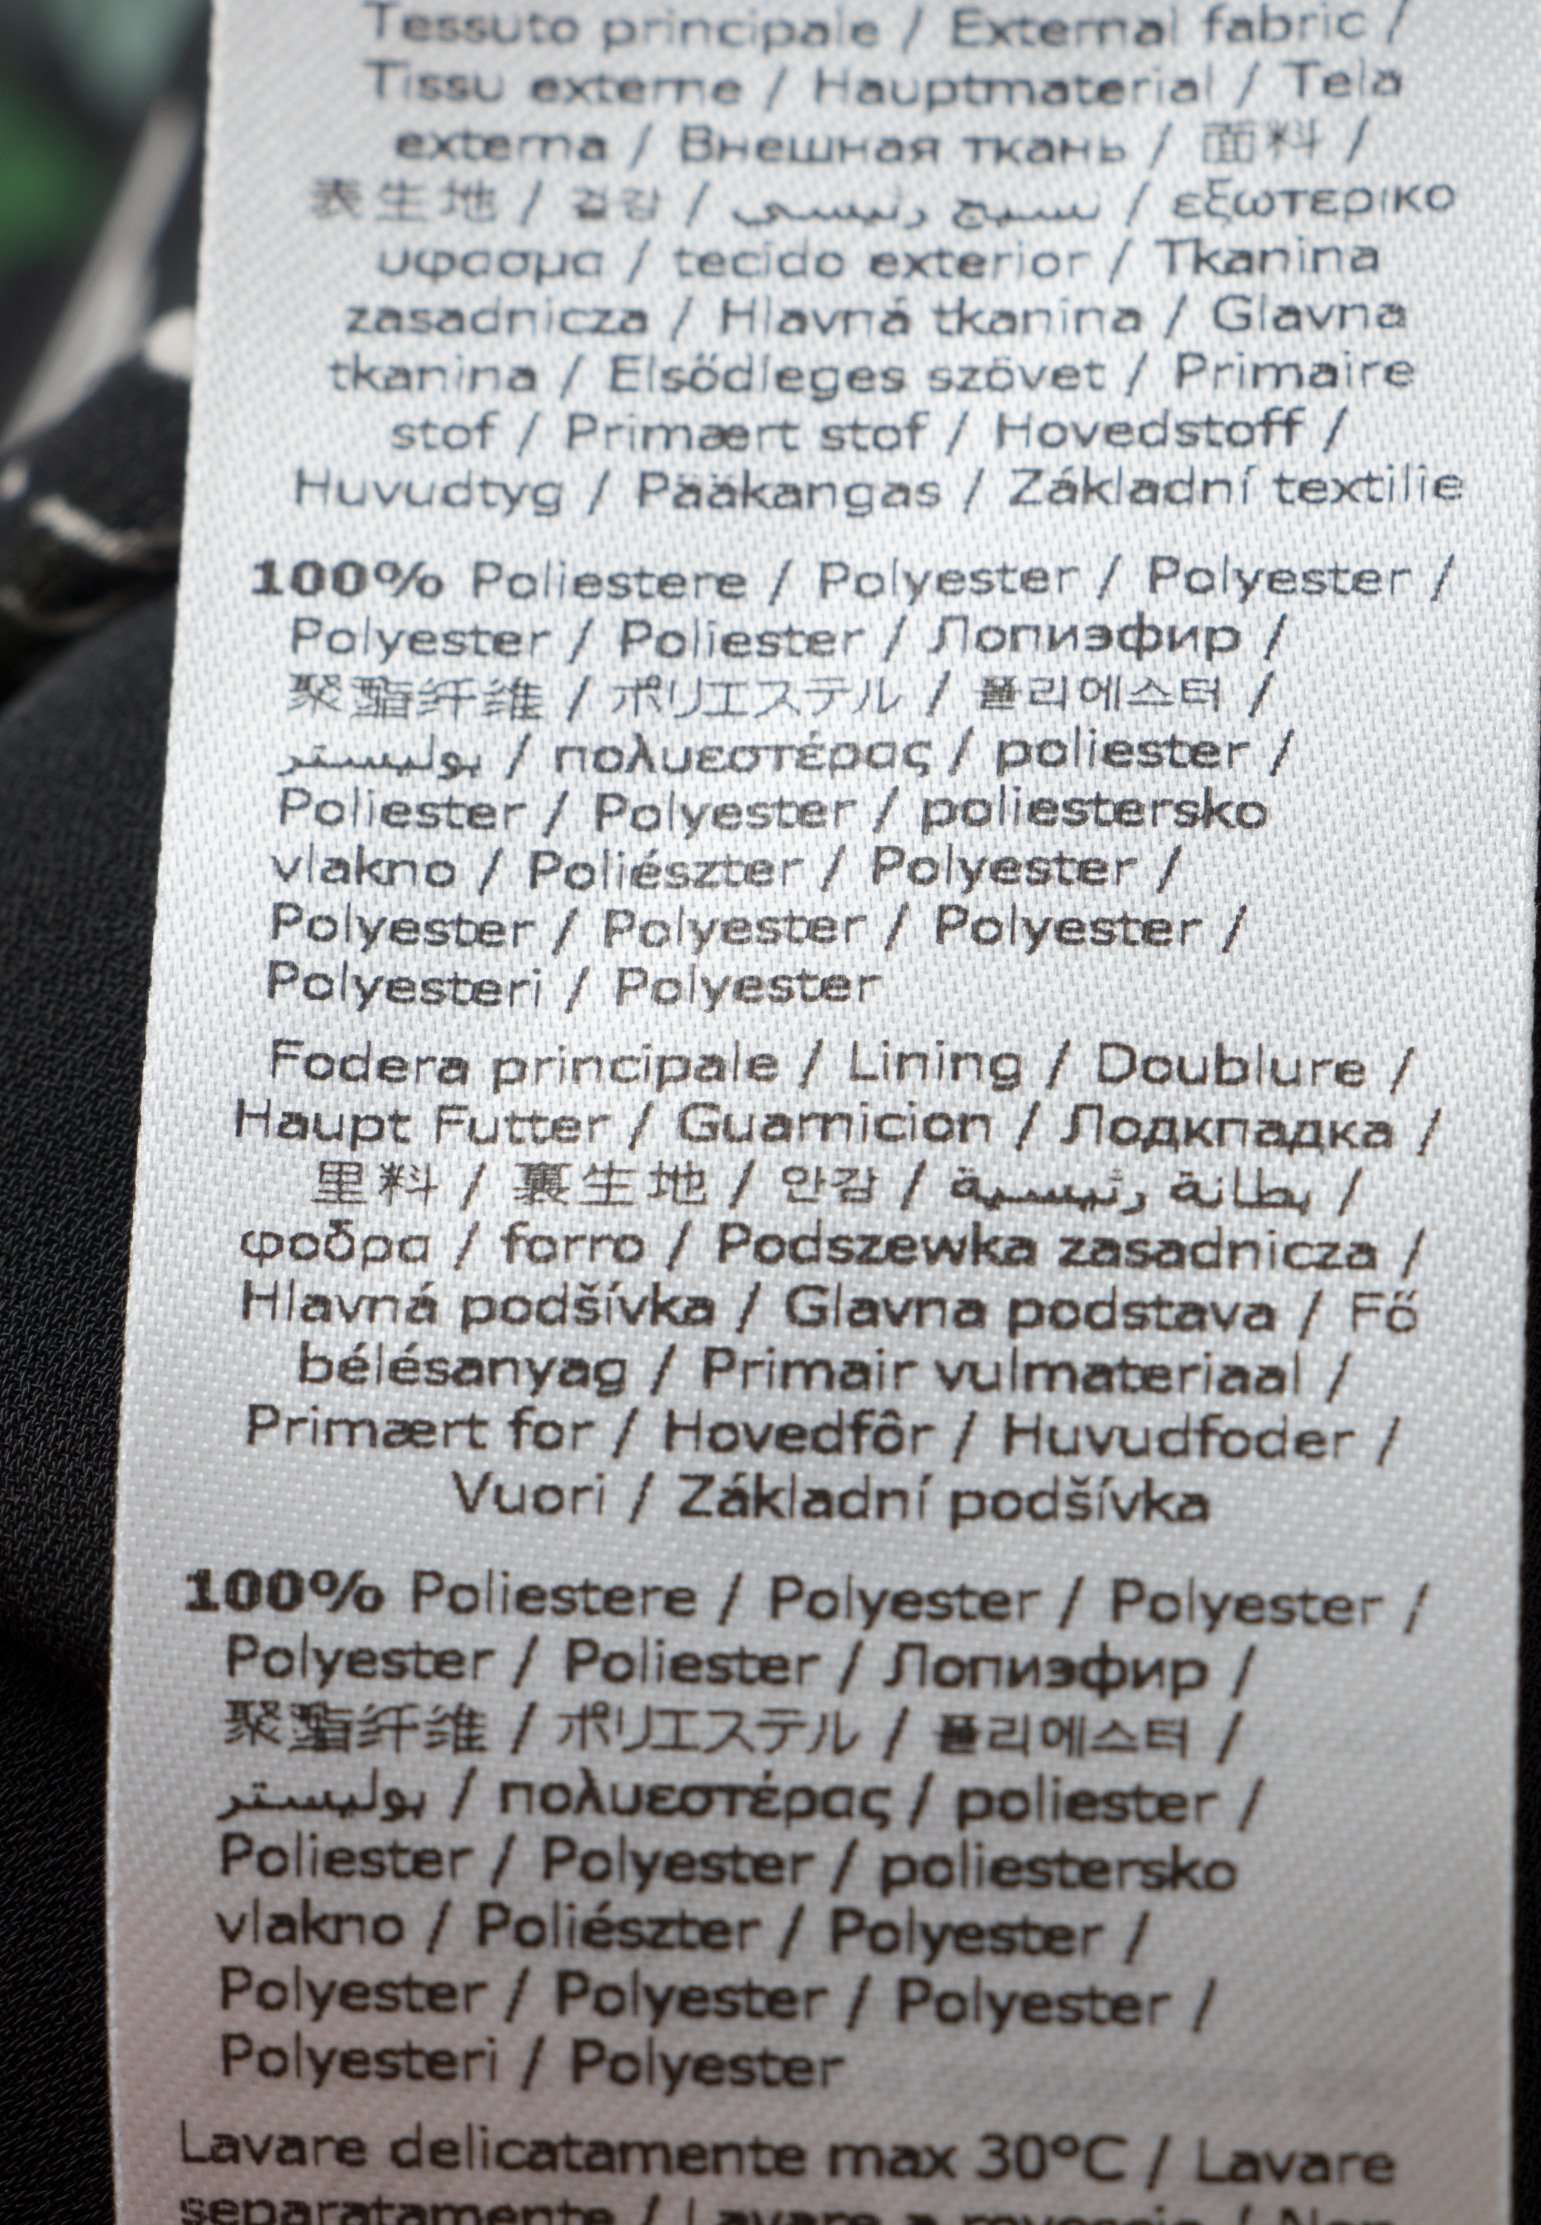 Tessuto principale / External fabric /
Tissu externe / Hauptmaterial / Tela
externa / Внешная ткань / 面料 /
表生地 / 겉감 / نسيج رئيسي / εξωτερικο
υφασμα / tecido exterior / Tkanina
zasadnicza / Hlavná tkanina / Glavna
tkanina / Elsődleges szövet / Primaire
stof / Primært stof / Hovedstoff /
Huvudtyg / Pääkangas / Základní textilie
100% Poliestere / Polyester / Polyester /
Polyester / Poliester / Лолиэфир /
聚酯纤维 / ポリエステル / 폴리에스터 /
بوليستر / πολυεστέρας / poliester /
Poliester / Polyester / poliestersko
vlakno / Poliészter / Polyester /
Polyester / Polyester / Polyester /
Polyesteri / Polyester
Fodera principale / Lining / Doublure /
Haupt Futter / Guarnicion / Лодкпадка /
里料 / 裏生地 / 안감 / بطانة رئيسية /
φοδρα / forro / Podszewka zasadnicza /
Hlavná podšívka / Glavna podstava / Fő
bélésanyag / Primair vulmateriaal /
Primært for / Hovedfôr / Huvudfoder /
Vuori / Základní podšívka
100% Poliestere / Polyester / Polyester /
Polyester / Poliester / Лопиэфир /
聚酯纤维 / ポリエステル / 폴리에스터 /
بوليستر / πολυεστέρας / poliester /
Poliester / Polyester / poliestersko
vlakno / Poliészter / Polyester /
Polyester / Polyester / Polyester /
Polyesteri / Polyester
Lavare delicatamente max 30°C / Lavare
separatamente / Lavare a rovescio / Non